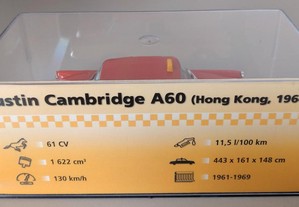 ustin Cambridge A60 (Hong Kong, 196
61 CV
11,5 l/100 km
1 622 cm³
443 x 161 x 148 cm
130 km/h
1961-1969